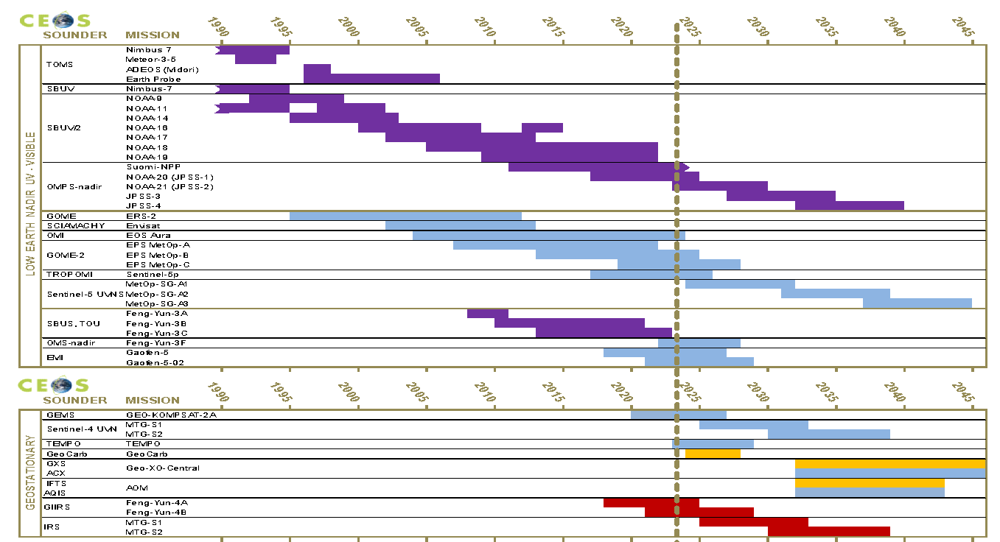 CEOS
SOUNDER MISSION 1990 1995 2000 2005 2010 2015 2020 2025 2030 2035 2040 2045
LOW EARTH NADIR UV - VISIBLE
TOMS Nimbus 7
Meteor-3-5
ADEOS (Midori)
Earth Probe
SBUV Nimbus-7
SBUV/2 NOAA-9
NOAA-11
NOAA-14
NOAA-16
NOAA-17
NOAA-18
NOAA-19
OMPS-nadir Suomi-NPP
NOAA-20 (JPSS-1)
NOAA-21 (JPSS-2)
JPSS-3
JPSS-4
GOME ERS-2
SCIAMACHY Envisat
OMI EOS Aura
GOME-2 EPS MetOp-A
EPS MetOp-B
EPS MetOp-C
TROPOMI Sentinel-5p
Sentinel-5 UVNS MetOp-SG-A1
MetOp-SG-A2
MetOp-SG-A3
SBUS, TOU Feng-Yun-3A
Feng-Yun-3B
Feng-Yun-3C
OMS-nadir Feng-Yun-3F
EMI Gaofen-5
Gaofen-5-02
CEOS
SOUNDER MISSION 1990 1995 2000 2005 2010 2015 2020 2025 2030 2035 2040 2045
GEOSTATIONARY
GEMS GEO-KOMPSAT-2A
Sentinel-4 UVN MTG-S1
MTG-S2
TEMPO TEMPO
GeoCarb GeoCarb
GXS Geo-XO-Central
ACX
IFTS AOM
AQIS
GIIRS Feng-Yun-4A
Feng-Yun-4B
IRS MTG-S1
MTG-S2